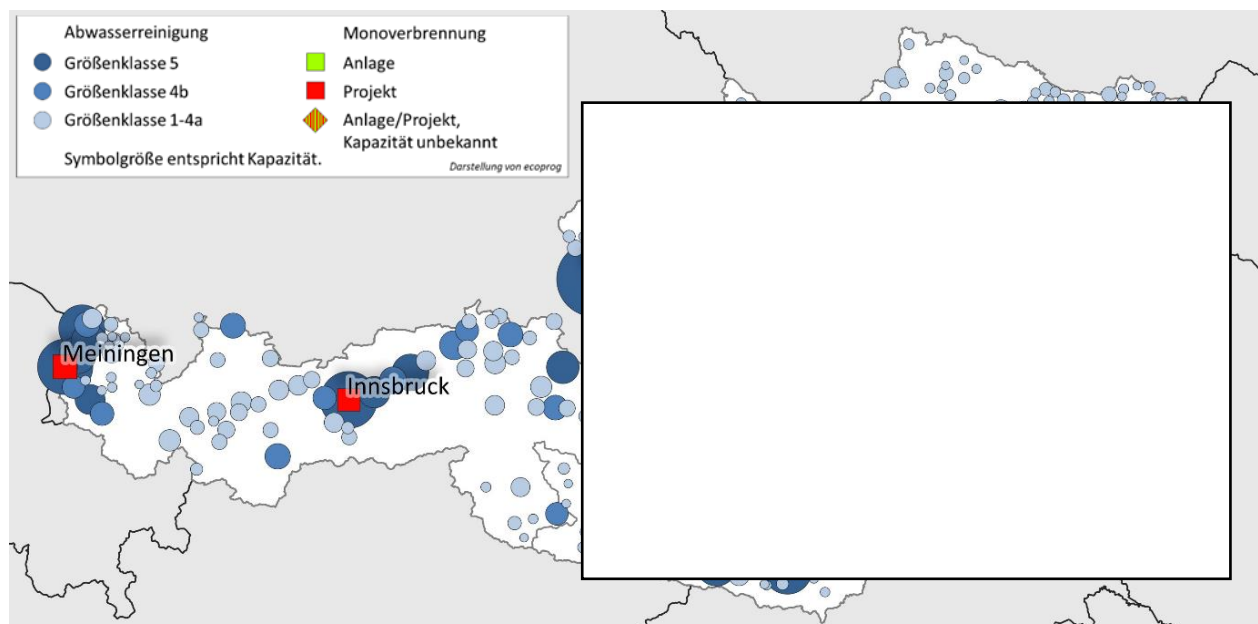 Abwasserreinigung
Größenklasse 5
Größenklasse 4b
Größenklasse 1-4a
Symbolgröße entspricht Kapazität.
Monoverbrennung
Anlage
Projekt
Anlage/Projekt,
Kapazität unbekannt
Darstellung von ecoprog
Meiningen
Innsbruck